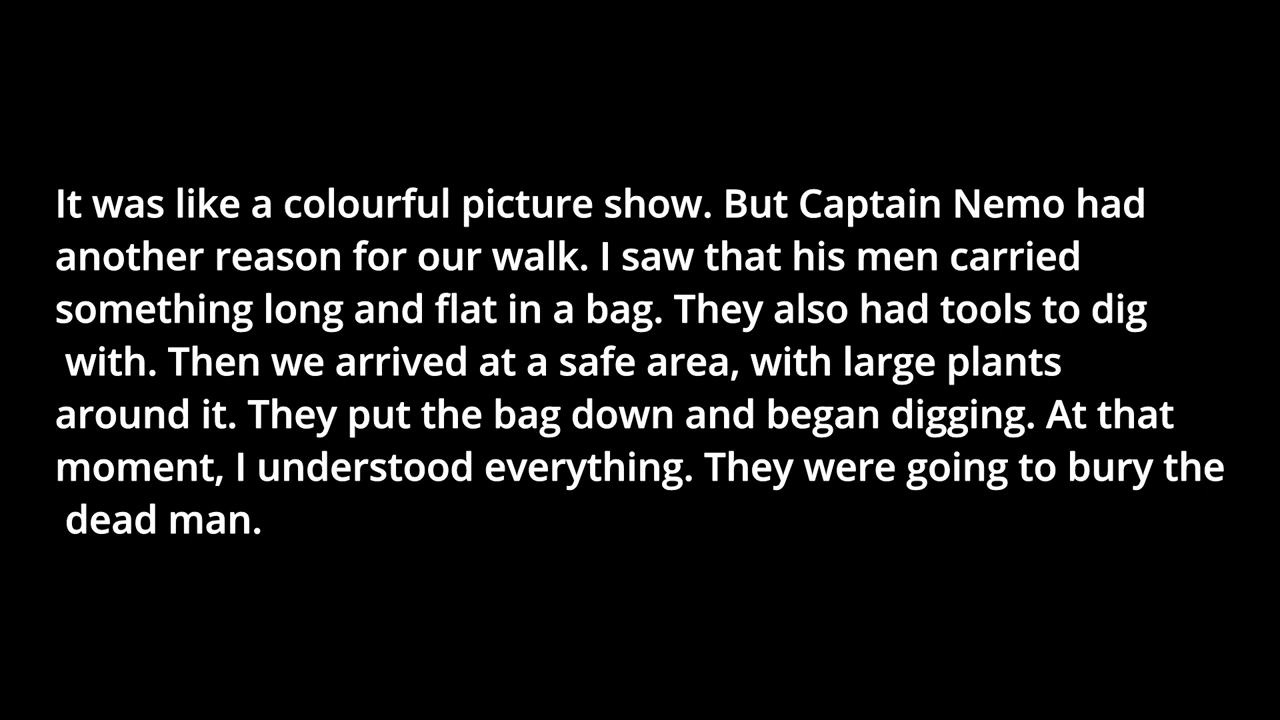 It was like a colourful picture show. But Captain Nemo had
another reason for our walk. I saw that his men carried
something long and flat in a bag. They also had tools to dig
with. Then we arrived at a safe area, with large plants
around it. They put the bag down and began digging. At that
moment, I understood everything. They were going to bury the
dead man.